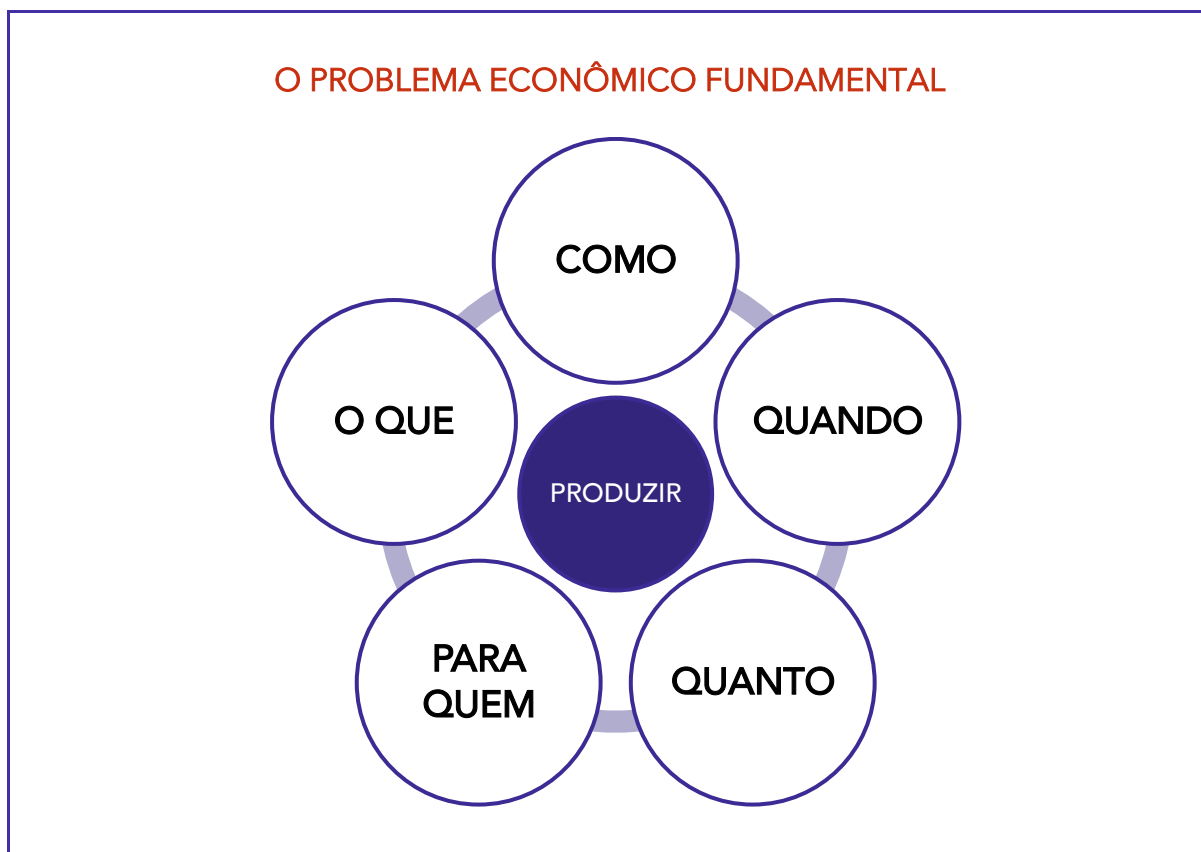 O PROBLEMA ECONÔMICO FUNDAMENTAL
COMO
QUANDO
QUANTO
PARA
QUEM
O QUE
PRODUZIR